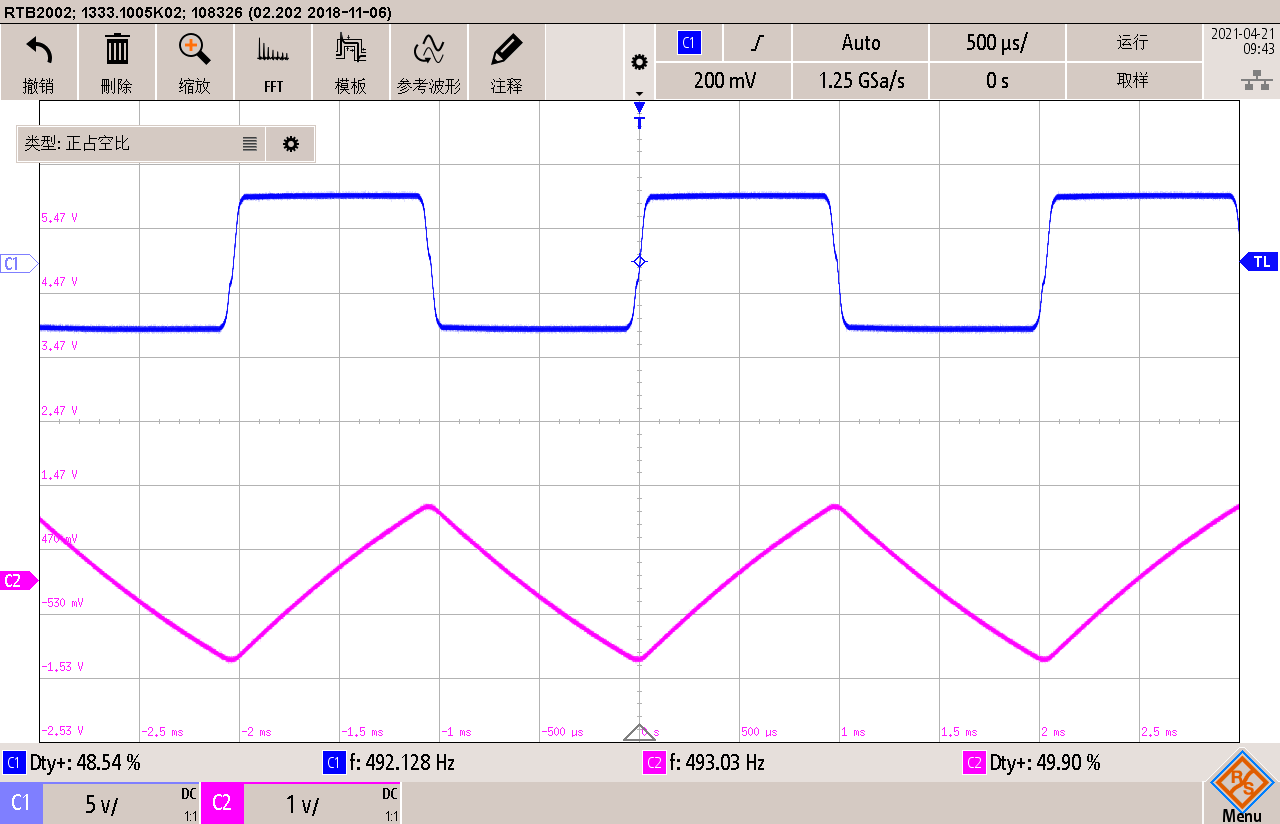 RTB2002; 1333.1005K02; 108326 (02.202 2018-11-06)
C1 Auto 500 µs/ 运行
2021-04-21
09:43
撤销 删除 缩放 FFT 模板 参考波形 注释
200 mV 1.25 GSa/s 0 s 取样
T
类型: 正占空比
5.47 V
C1
TL
4.47 V
3.47 V
2.47 V
1.47 V
470 mV
C2
-530 mV
-1.53 V
-2.53 V -2.5 ms -2 ms -1.5 ms -1 ms -500 µs 0 s 500 µs 1 ms 1.5 ms 2 ms 2.5 ms
C1 Dty+: 48.54 % C1 f: 492.128 Hz C2 f: 493.03 Hz C2 Dty+: 49.90 %
C1 5 V/ DC 1:1 C2 1 V/ DC 1:1
R S
Menu